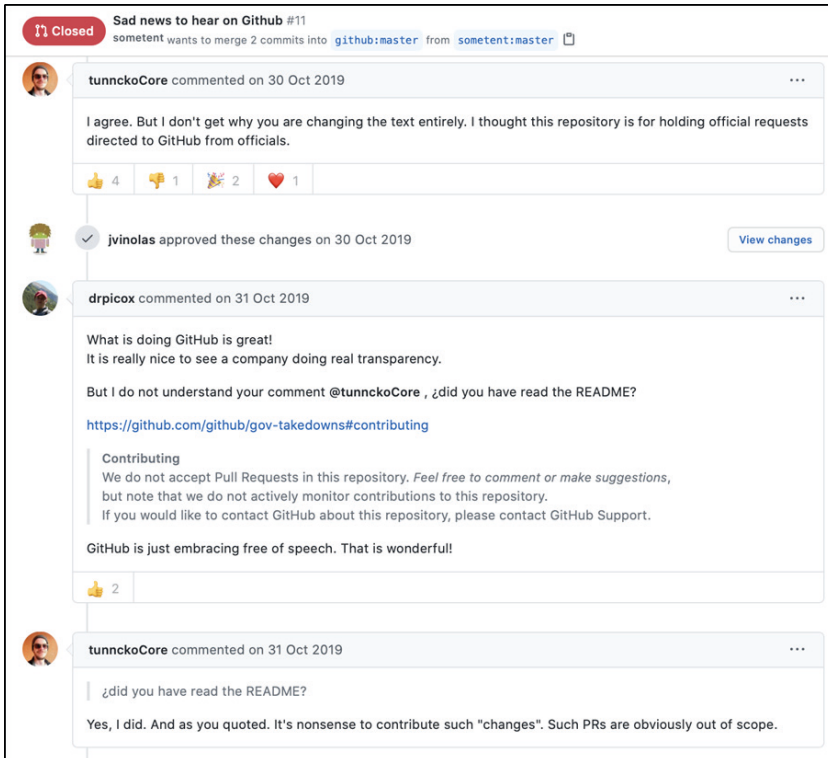 Closed
Sad news to hear on Github #11
sometent wants to merge 2 commits into github:master from sometent:master
tunnckoCore commented on 30 Oct 2019
I agree. But I don't get why you are changing the text entirely. I thought this repository is for holding official requests
directed to GitHub from officials.
👍 4 👎 1 🎉 2 ❤️ 1
jvinolas approved these changes on 30 Oct 2019
View changes
drpicox commented on 31 Oct 2019
What is doing GitHub is great!
It is really nice to see a company doing real transparency.
But I do not understand your comment @tunnckoCore , ¿did you have read the README?
https://github.com/github/gov-takedowns#contributing
Contributing
We do not accept Pull Requests in this repository. Feel free to comment or make suggestions,
but note that we do not actively monitor contributions to this repository.
If you would like to contact GitHub about this repository, please contact GitHub Support.
GitHub is just embracing free of speech. That is wonderful!
👍 2
tunnckoCore commented on 31 Oct 2019
¿did you have read the README?
Yes, I did. And as you quoted. It's nonsense to contribute such "changes". Such PRs are obviously out of scope.